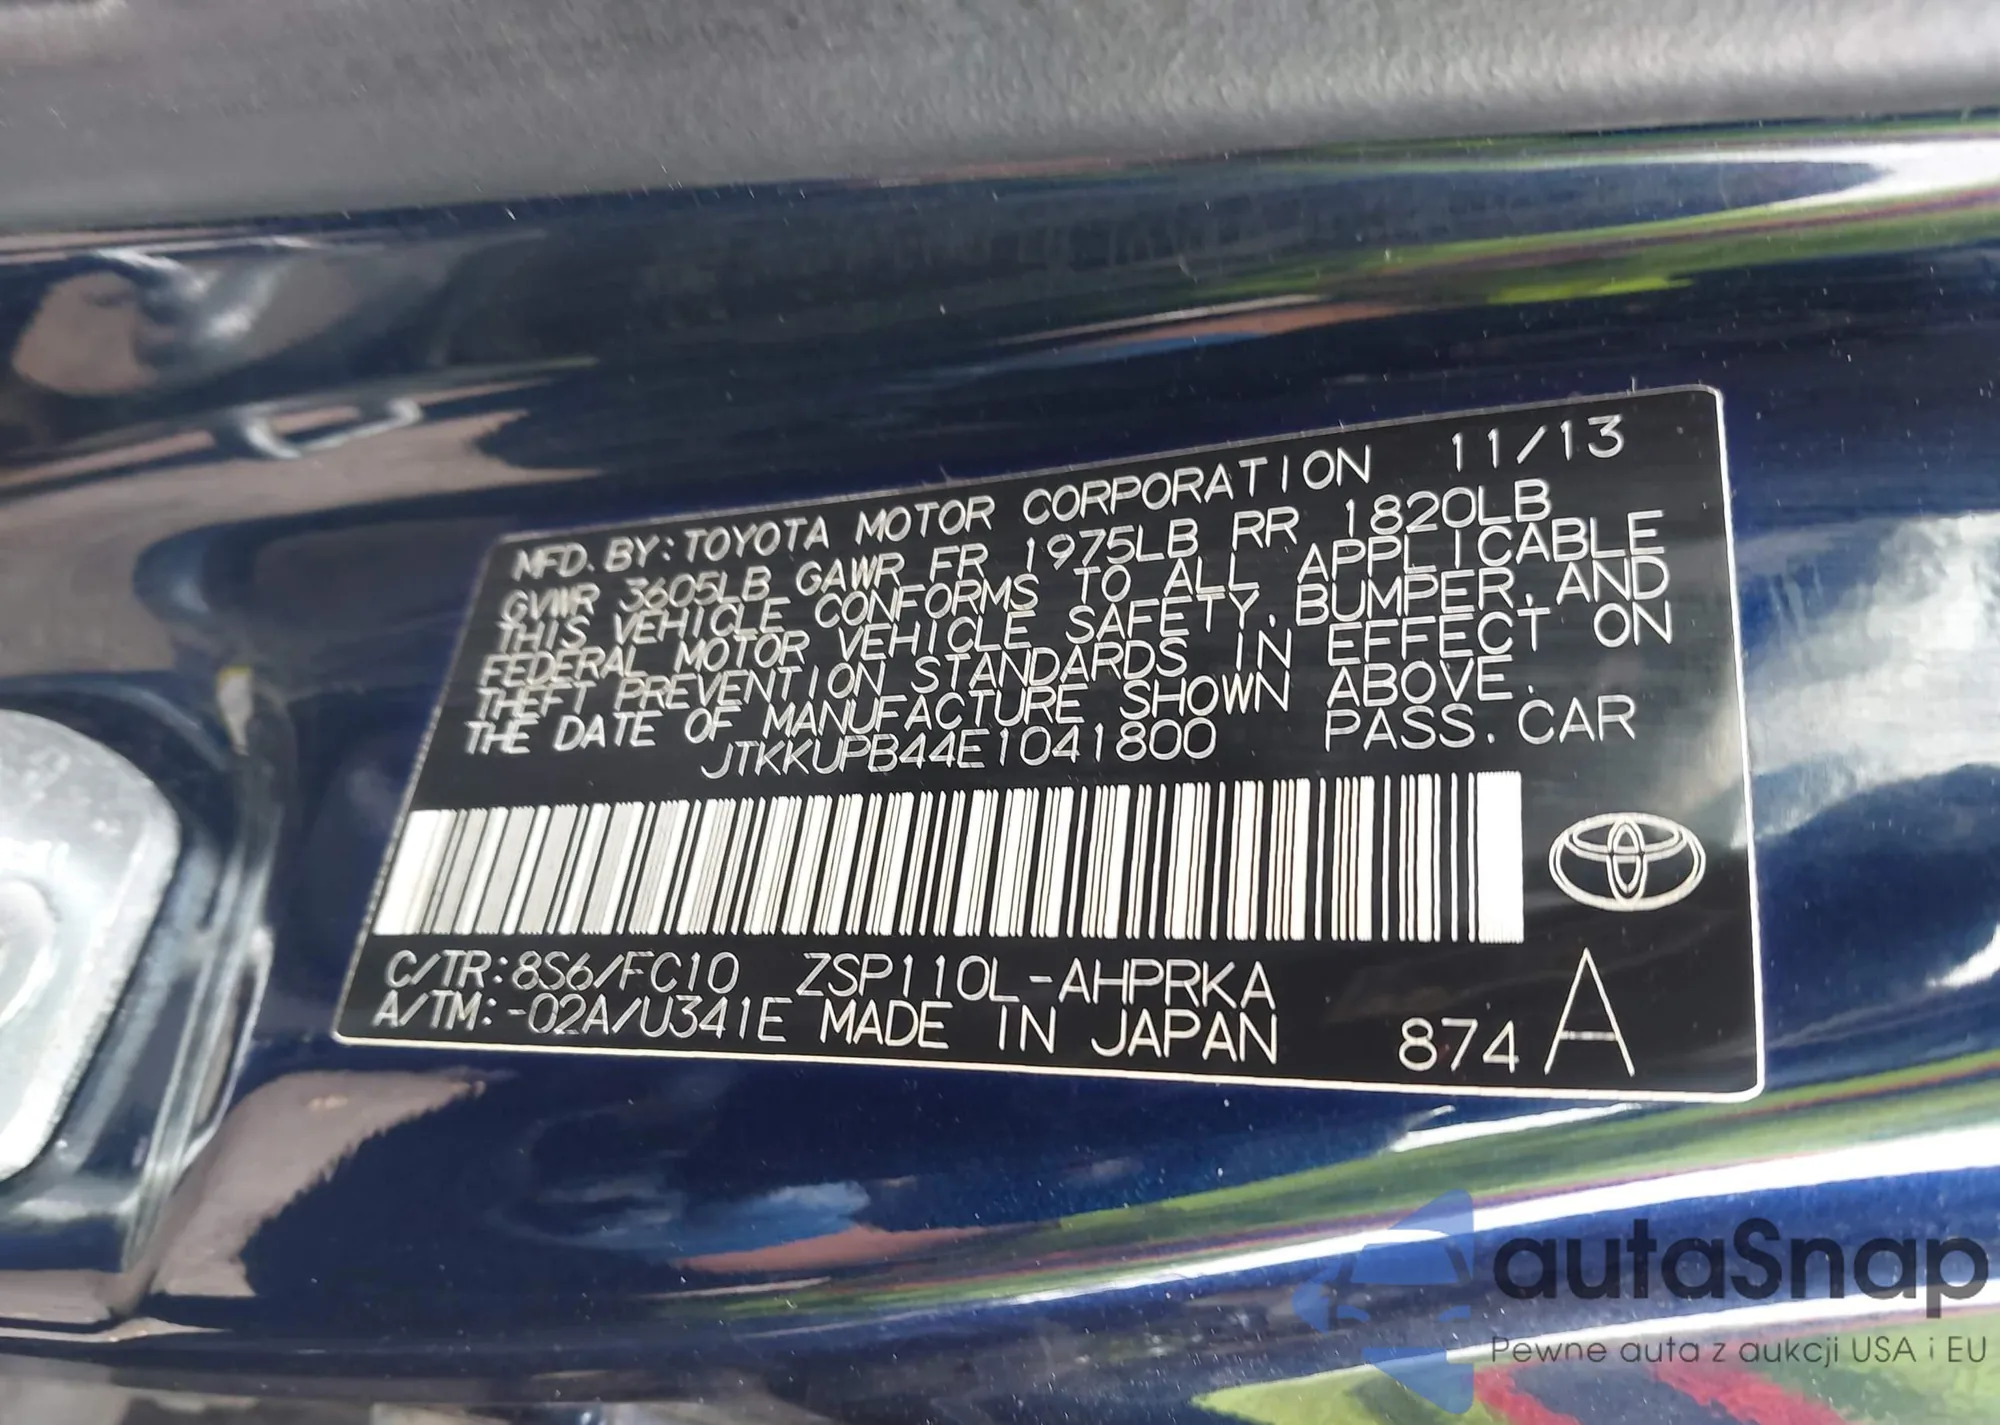 MFD. BY: TOYOTA MOTOR CORPORATION 11/13
GVWR 3605LB GAWR FR 1975LB RR 1820LB
THIS VEHICLE CONFORMS TO ALL APPLICABLE
FEDERAL MOTOR VEHICLE SAFETY, BUMPER, AND
THEFT PREVENTION STANDARDS IN EFFECT ON
THE DATE OF MANUFACTURE SHOWN ABOVE.
JTKKUPB44E1041800 PASS. CAR
C/TR: 8S6/FC10 ZSP110L-AHPRKA
A/TM: -02A/U341E MADE IN JAPAN 874 A
autaSnap
Pewne auta z aukcji USA i EU